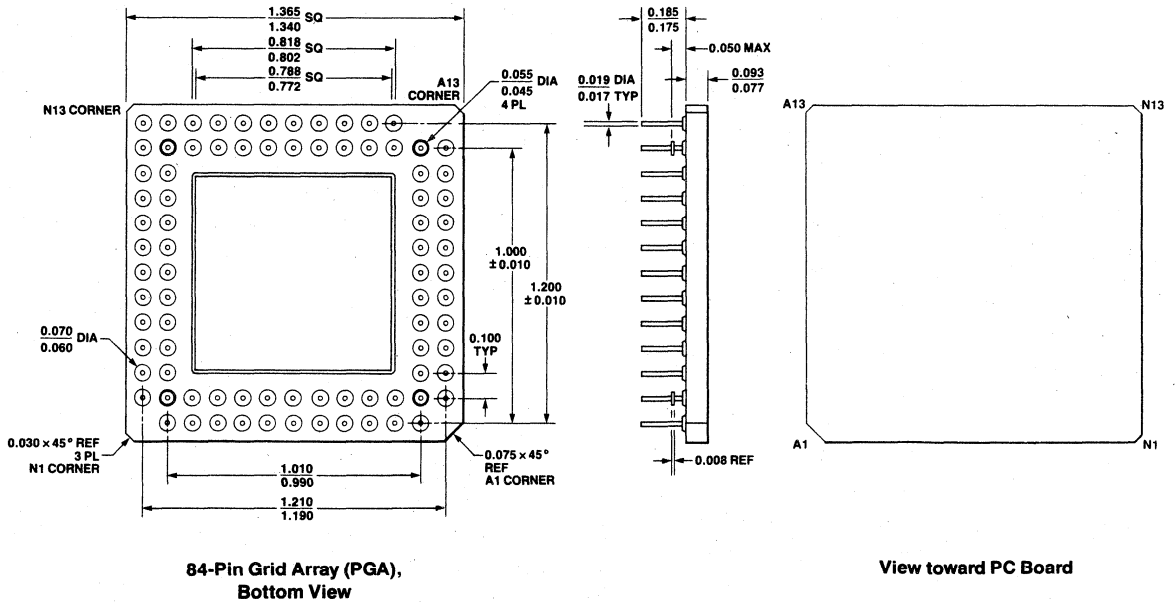 1.365 SQ
1.340
0.818 SQ
0.802
0.788 SQ
0.772
N13 CORNER
A13
CORNER
0.055 DIA
0.045
4 PL
0.185
0.175
0.050 MAX
0.019 DIA
0.017 TYP
0.093
0.077
A13
N13
1.000
±0.010
1.200
±0.010
0.070 DIA
0.060
0.100
TYP
0.030 × 45° REF
3 PL
N1 CORNER
0.075 × 45°
REF
A1 CORNER
1.010
0.990
1.210
1.190
0.008 REF
A1
N1
84-Pin Grid Array (PGA),
Bottom View
View toward PC Board